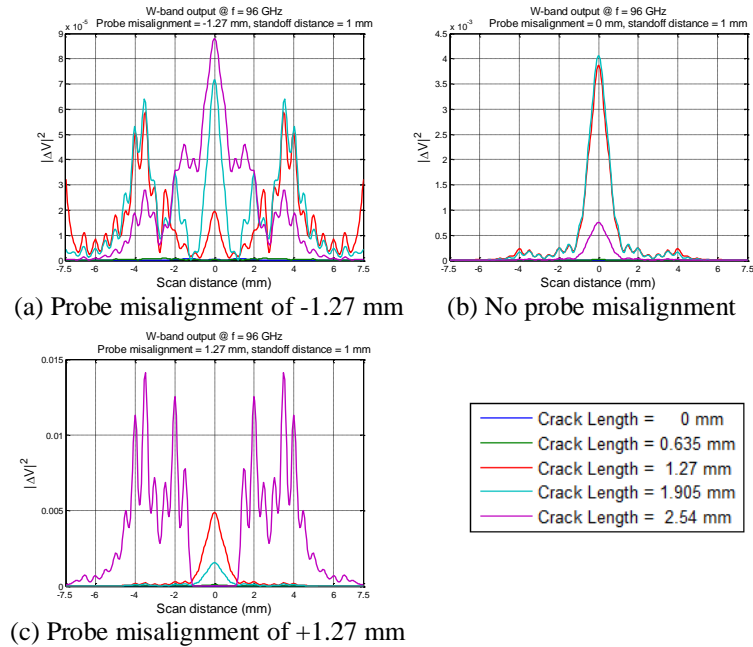 W-band output @ f = 96 GHz
Probe misalignment = -1.27 mm, standoff distance = 1 mm
x 10^-5
9
8
7
6
5
4
3
2
1
0
|ΔV|^2
-7.5 -6 -4 -2 0 2 4 6 7.5
Scan distance (mm)
(a) Probe misalignment of -1.27 mm
W-band output @ f = 96 GHz
Probe misalignment = 0 mm, standoff distance = 1 mm
x 10^-3
4.5
4
3.5
3
2.5
2
1.5
1
0.5
0
|ΔV|^2
-7.5 -6 -4 -2 0 2 4 6 7.5
Scan distance (mm)
(b) No probe misalignment
W-band output @ f = 96 GHz
Probe misalignment = 1.27 mm, standoff distance = 1 mm
0.015
0.01
0.005
0
|ΔV|^2
-7.5 -6 -4 -2 0 2 4 6 7.5
Scan distance (mm)
(c) Probe misalignment of +1.27 mm
Crack Length = 0 mm
Crack Length = 0.635 mm
Crack Length = 1.27 mm
Crack Length = 1.905 mm
Crack Length = 2.54 mm